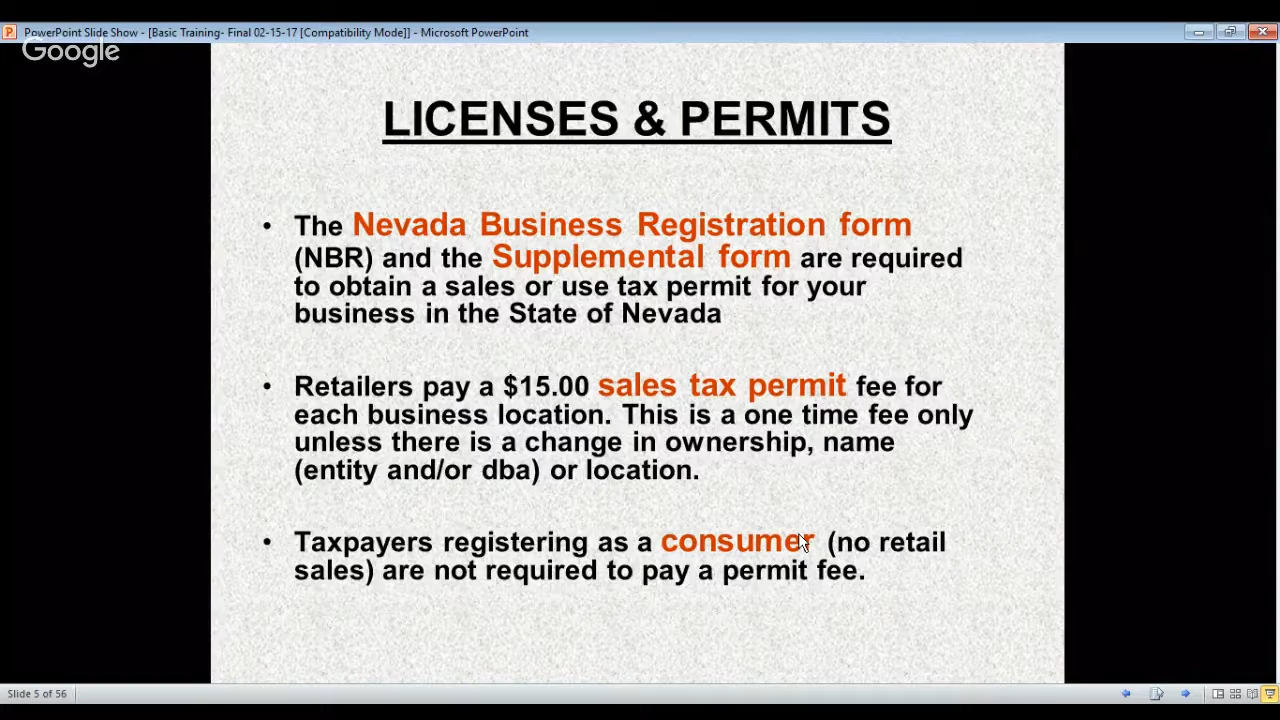 PowerPoint Slide Show - [Basic Training- Final 02-15-17 [Compatibility Mode]] - Microsoft PowerPoint
Google
LICENSES & PERMITS
• The Nevada Business Registration form
(NBR) and the Supplemental form are required
to obtain a sales or use tax permit for your
business in the State of Nevada
• Retailers pay a $15.00 sales tax permit fee for
each business location. This is a one time fee only
unless there is a change in ownership, name
(entity and/or dba) or location.
• Taxpayers registering as a consumer (no retail
sales) are not required to pay a permit fee.
Slide 5 of 56